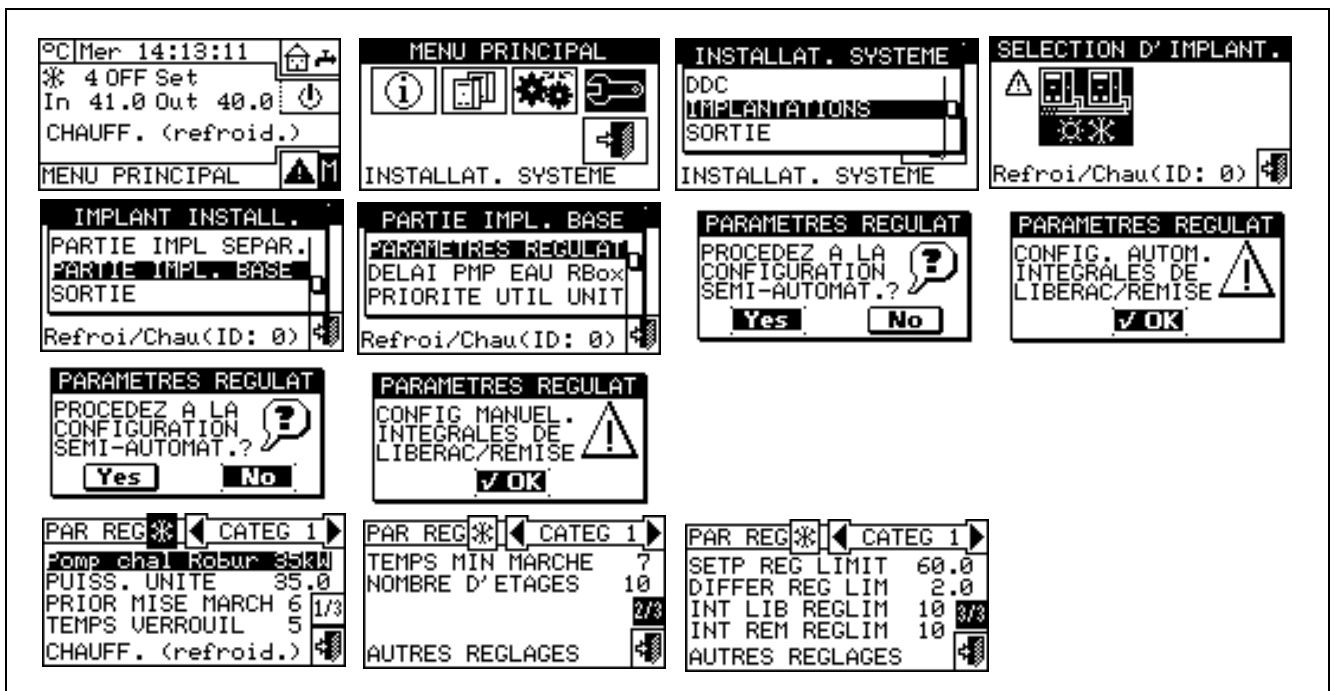 °C Mer 14:13:11
4 OFF Set
In 41.0 Out 40.0
CHAUFF. (refroid.)
MENU PRINCIPAL M
MENU PRINCIPAL
INSTALLAT. SYSTEME
INSTALLAT. SYSTEME
DDC
IMPLANTATIONS
SORTIE
INSTALLAT. SYSTEME
SELECTION D'IMPLANT.
Refroi/Chau(ID: 0)
IMPLANT INSTALL.
PARTIE IMPL SEPAR.
PARTIE IMPL. BASE
SORTIE
Refroi/Chau(ID: 0)
PARTIE IMPL. BASE
PARAMETRES REGULAT
DELAI PMP EAU RBox
PRIORITE UTIL UNIT
Refroi/Chau(ID: 0)
PARAMETRES REGULAT
PROCEDEZ A LA
CONFIGURATION
SEMI-AUTOMAT.?
Yes No
PARAMETRES REGULAT
CONFIG. AUTOM.
INTEGRALES DE
LIBERAC/REMISE
√ OK
PARAMETRES REGULAT
PROCEDEZ A LA
CONFIGURATION
SEMI-AUTOMAT.?
Yes No
PARAMETRES REGULAT
CONFIG MANUEL.
INTEGRALES DE
LIBERAC/REMISE
√ OK
PAR REG CATEG 1
Pomp chal Robur 35kW
PUISS. UNITE 35.0
PRIOR MISE MARCH 6 1/3
TEMPS VERROUIL 5
CHAUFF. (refroid.)
PAR REG CATEG 1
TEMPS MIN MARCHE 7
NOMBRE D'ETAGES 10
2/3
AUTRES REGLAGES
PAR REG CATEG 1
SETP REG LIMIT 60.0
DIFFER REG LIM 2.0
INT LIB REGLIM 10 3/3
INT REM REGLIM 10
AUTRES REGLAGES